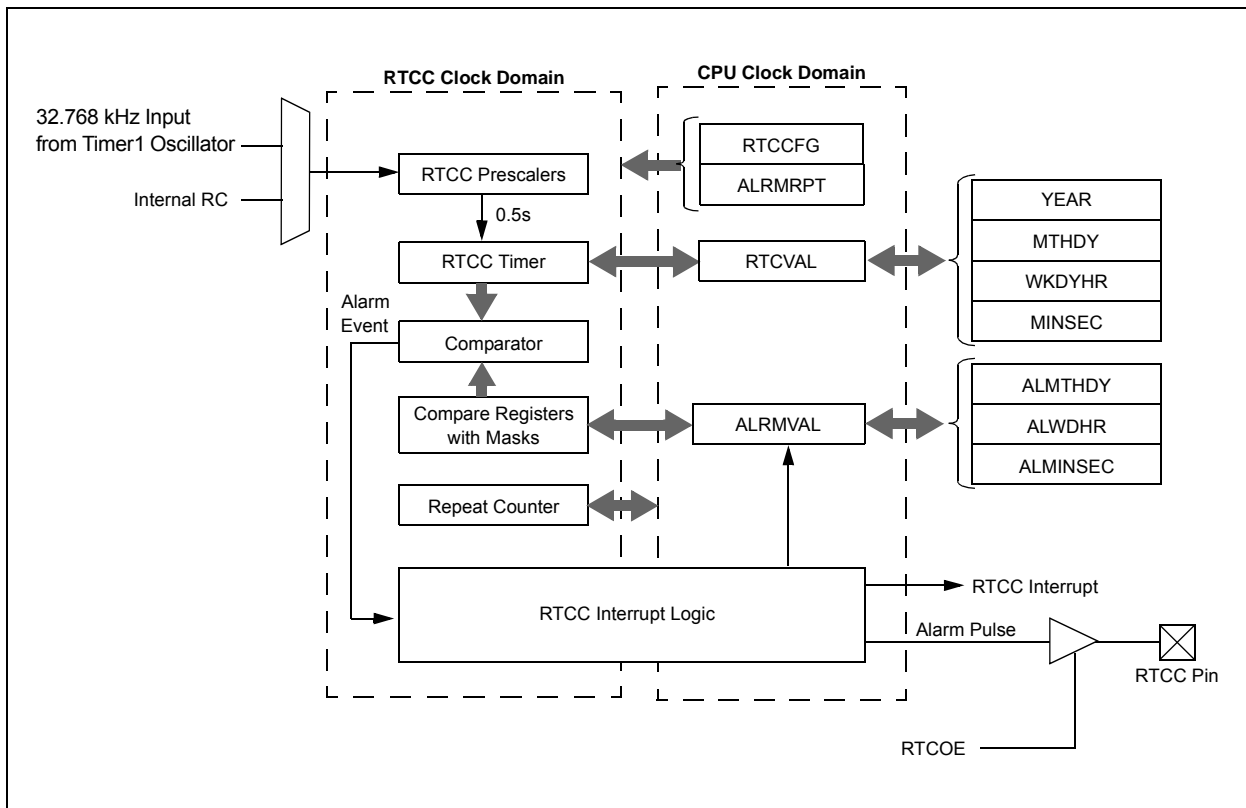 RTCC Clock Domain
CPU Clock Domain
32.768 kHz Input
from Timer1 Oscillator
Internal RC
RTCC Prescalers
0.5s
RTCC Timer
Alarm
Event
Comparator
Compare Registers
with Masks
Repeat Counter
RTCC Interrupt Logic
RTCCFG
ALRMRPT
RTCVAL
ALRMVAL
YEAR
MTHDY
WKDYHR
MINSEC
ALMTHDY
ALWDHR
ALMINSEC
RTCC Interrupt
Alarm Pulse
RTCC Pin
RTCOE